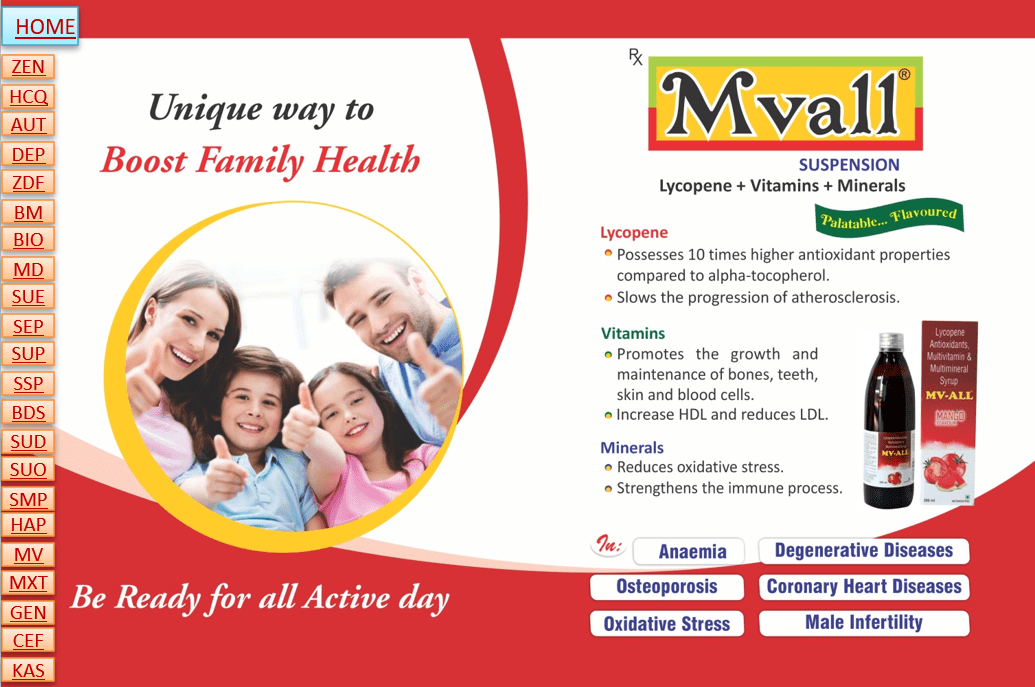 HOME
ZEN
HCQ
AUT
DEP
ZDF
BM
BIO
MD
SUE
SEP
SUP
SSP
BDS
SUD
SUO
SMP
HAP
MV
MXT
GEN
CEF
KAS
Unique way to
Boost Family Health
Be Ready for all Active day
Rx
Mvall®
SUSPENSION
Lycopene + Vitamins + Minerals
Palatable... Flavoured
Lycopene
Possesses 10 times higher antioxidant properties
compared to alpha-tocopherol.
Slows the progression of atherosclerosis.
Vitamins
Promotes the growth and
maintenance of bones, teeth,
skin and blood cells.
Increase HDL and reduces LDL.
Minerals
Reduces oxidative stress.
Strengthens the immune process.
MV-ALL
Lycopene
Antioxidants,
Multivitamin &
Multimineral
Syrup
MV-ALL
MANGO
In:
Anaemia
Degenerative Diseases
Osteoporosis
Coronary Heart Diseases
Oxidative Stress
Male Infertility